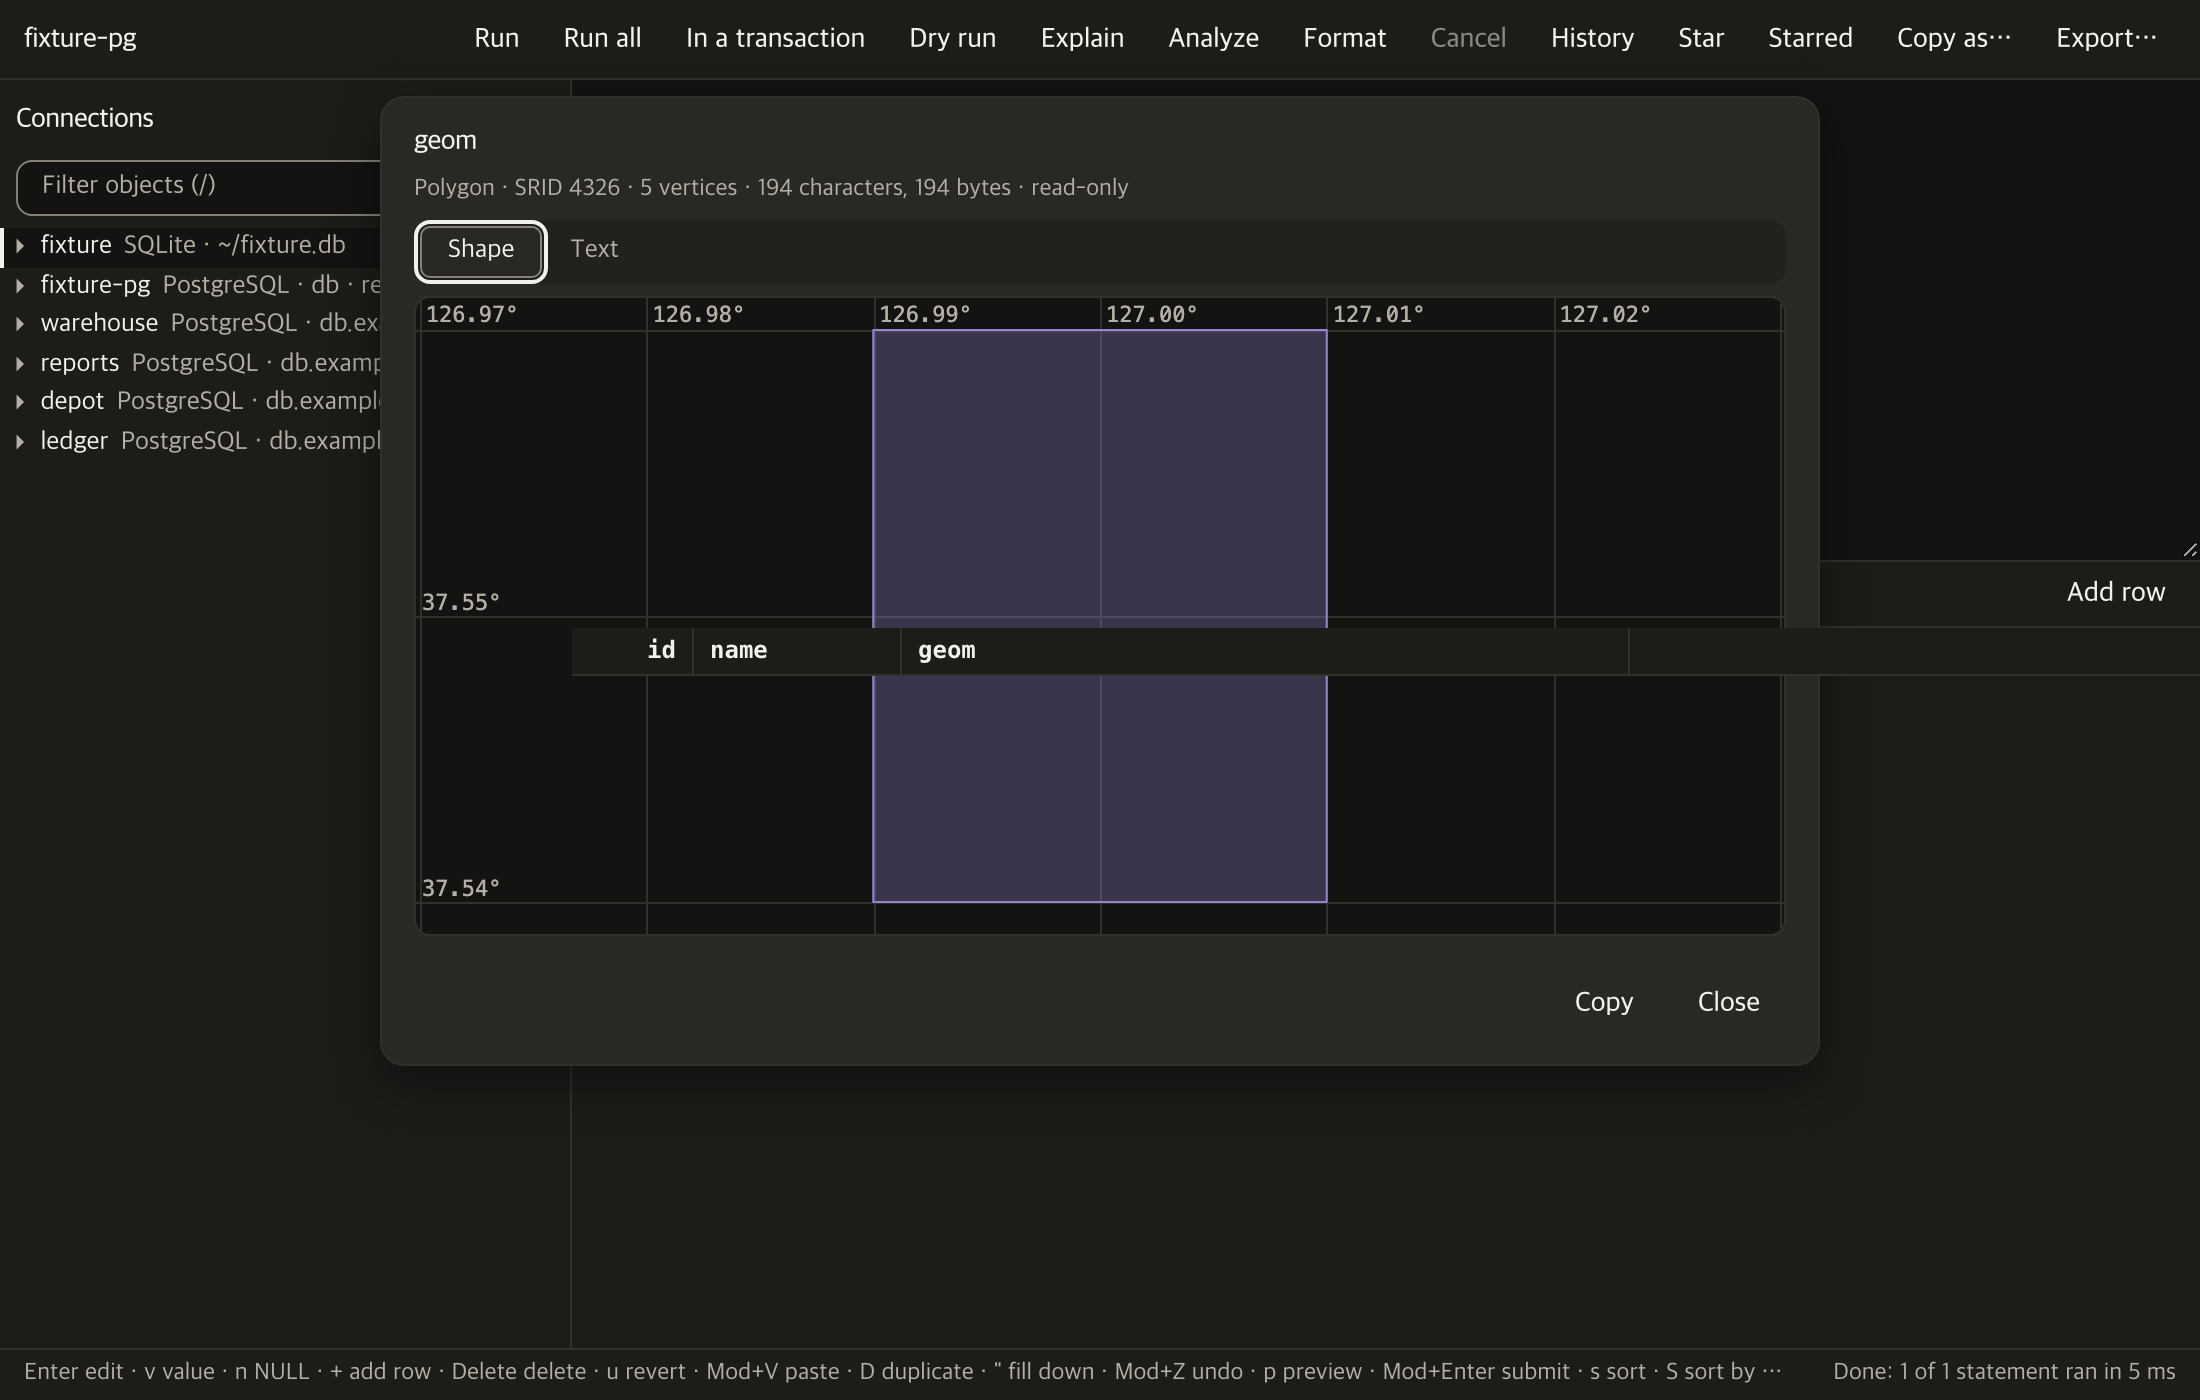 fixture-pg Run Run all In a transaction Dry run Explain Analyze Format Cancel History Star Starred Copy as··· Export···
Connections
Filter objects (/)
fixture SQLite · ~/fixture.db
fixture-pg PostgreSQL · db · re
warehouse PostgreSQL · db.ex
reports PostgreSQL · db.examp
depot PostgreSQL · db.exampl
ledger PostgreSQL · db.exampl
geom
Polygon · SRID 4326 · 5 vertices · 194 characters, 194 bytes · read-only
Shape Text
126.97° 126.98° 126.99° 127.00° 127.01° 127.02°
37.55°
Add row
id name geom
37.54°
Copy Close
Enter edit · v value · n NULL · + add row · Delete delete · u revert · Mod+V paste · D duplicate · " fill down · Mod+Z undo · p preview · Mod+Enter submit · s sort · S sort by ··· Done: 1 of 1 statement ran in 5 ms